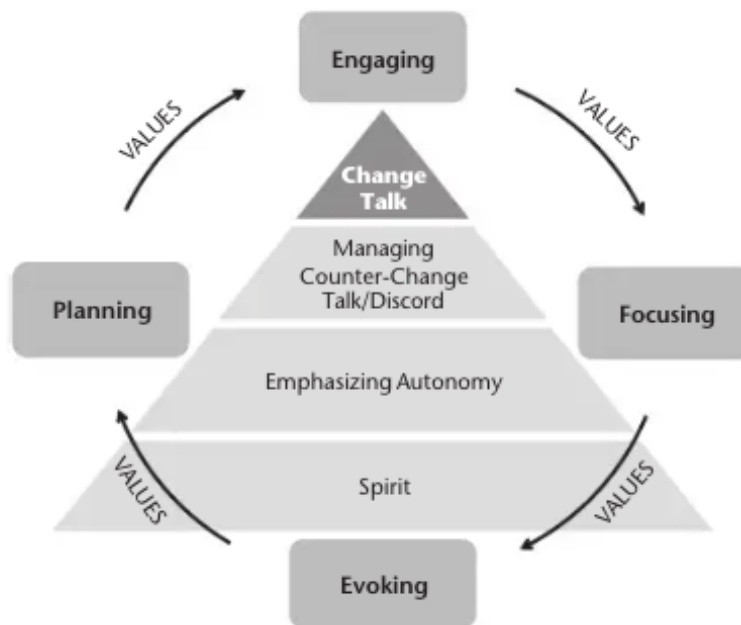 Engaging
VALUES
VALUES
Change
Talk
Managing
Counter-Change
Talk/Discord
Planning
Focusing
Emphasizing Autonomy
Spirit
VALUES
VALUES
Evoking